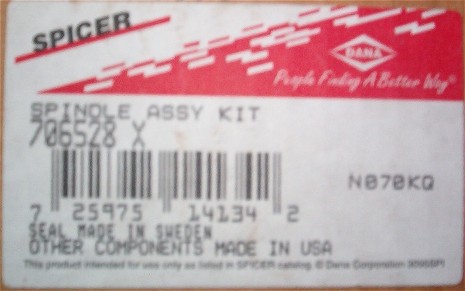 SPICER
DANA
People Finding A Better Way®
SPINDLE ASSY KIT
706528 X
N070KQ
7 25975 14134 2
SEAL MADE IN SWEDEN
OTHER COMPONENTS MADE IN USA
This product intended for use only as listed in SPICER catalog. © Dana Corporation